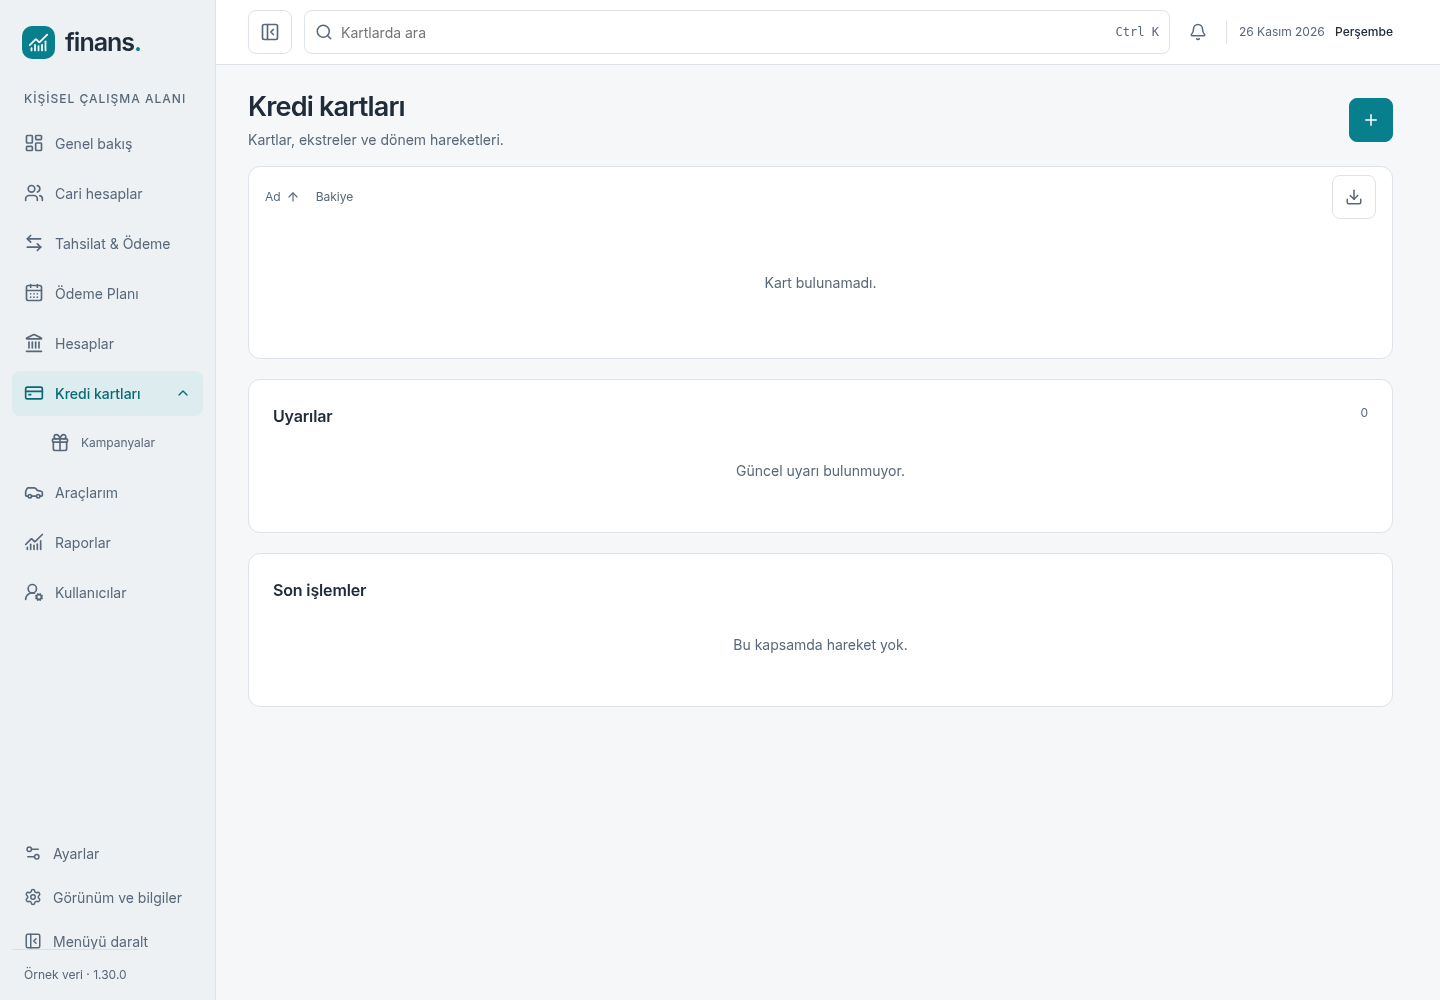 finans.
KİŞİSEL ÇALIŞMA ALANI
Genel bakış
Cari hesaplar
Tahsilat & Ödeme
Ödeme Planı
Hesaplar
Kredi kartları
Kampanyalar
Araçlarım
Raporlar
Kullanıcılar
Ayarlar
Görünüm ve bilgiler
Menüyü daralt
Örnek veri · 1.30.0
Kartlarda ara Ctrl K
26 Kasım 2026 Perşembe
Kredi kartları
Kartlar, ekstreler ve dönem hareketleri.
Ad Bakiye
Kart bulunamadı.
Uyarılar 0
Güncel uyarı bulunmuyor.
Son işlemler
Bu kapsamda hareket yok.